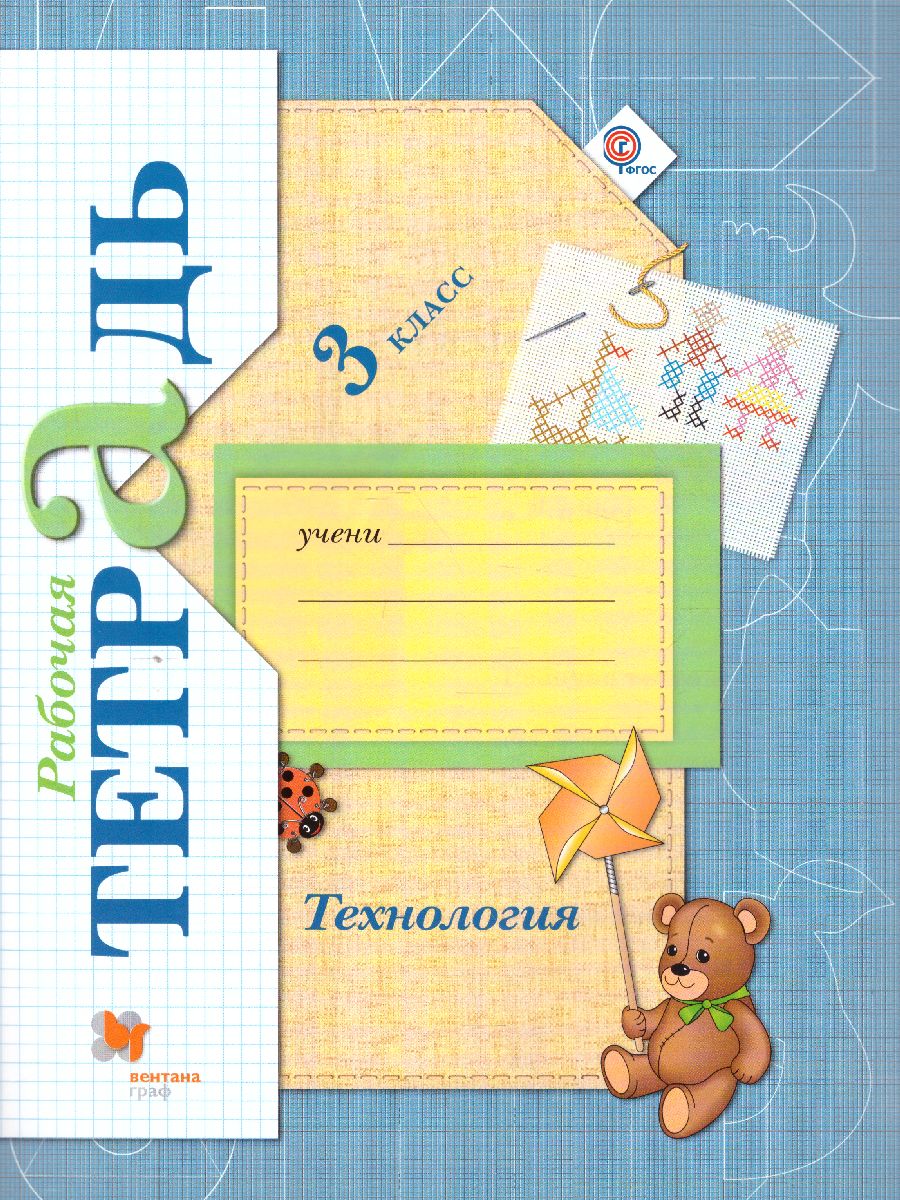 Рабочая
ТЕТРаДЬ
ФГОС
3 КЛАСС
учени
Технология
вентана
граф